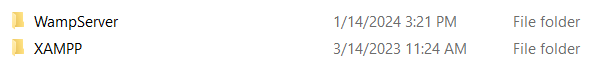 WampServer 1/14/2024 3:21 PM File folder
XAMPP 3/14/2023 11:24 AM File folder